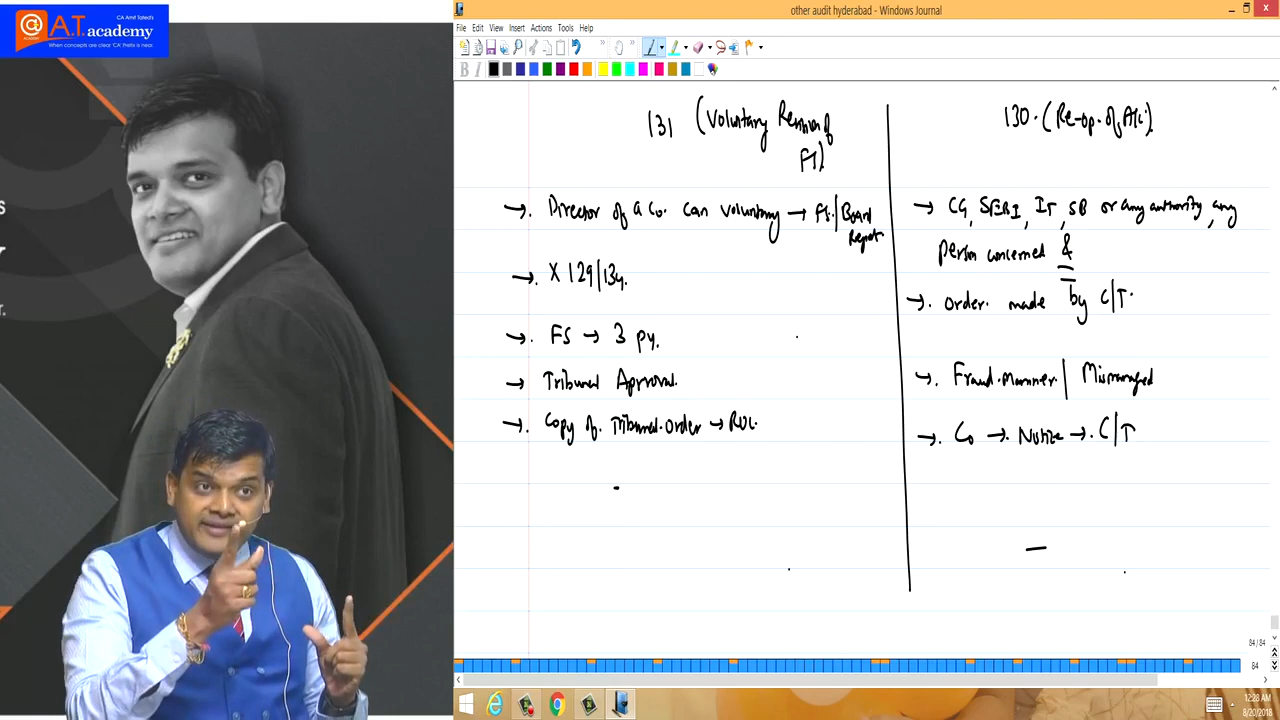 CA Amit Tated's
@ A.T. academy
ACADEMY
When concepts are clear 'CA' Prefix is near.
other audit hyderabad - Windows Journal
File Edit View Insert Actions Tools Help
B I
131 (Voluntary Revision of
FS)
130. (Re-op. of A/c).
→. Director of a Co. Can Voluntary → FS./Board
Report
→. X 129/134.
→. FS → 3 py.
→ Tribunal Approval.
→. Copy of. Tribunal.order → ROC.
→ CG, SEBI, IT, SB or any authority, any
person concerned &
→. order. made by C/T.
→. Fraud.manner./ Mismanaged
→. Co →. Notice →. C/T
84 / 84
84
12:28 AM
8/20/2018